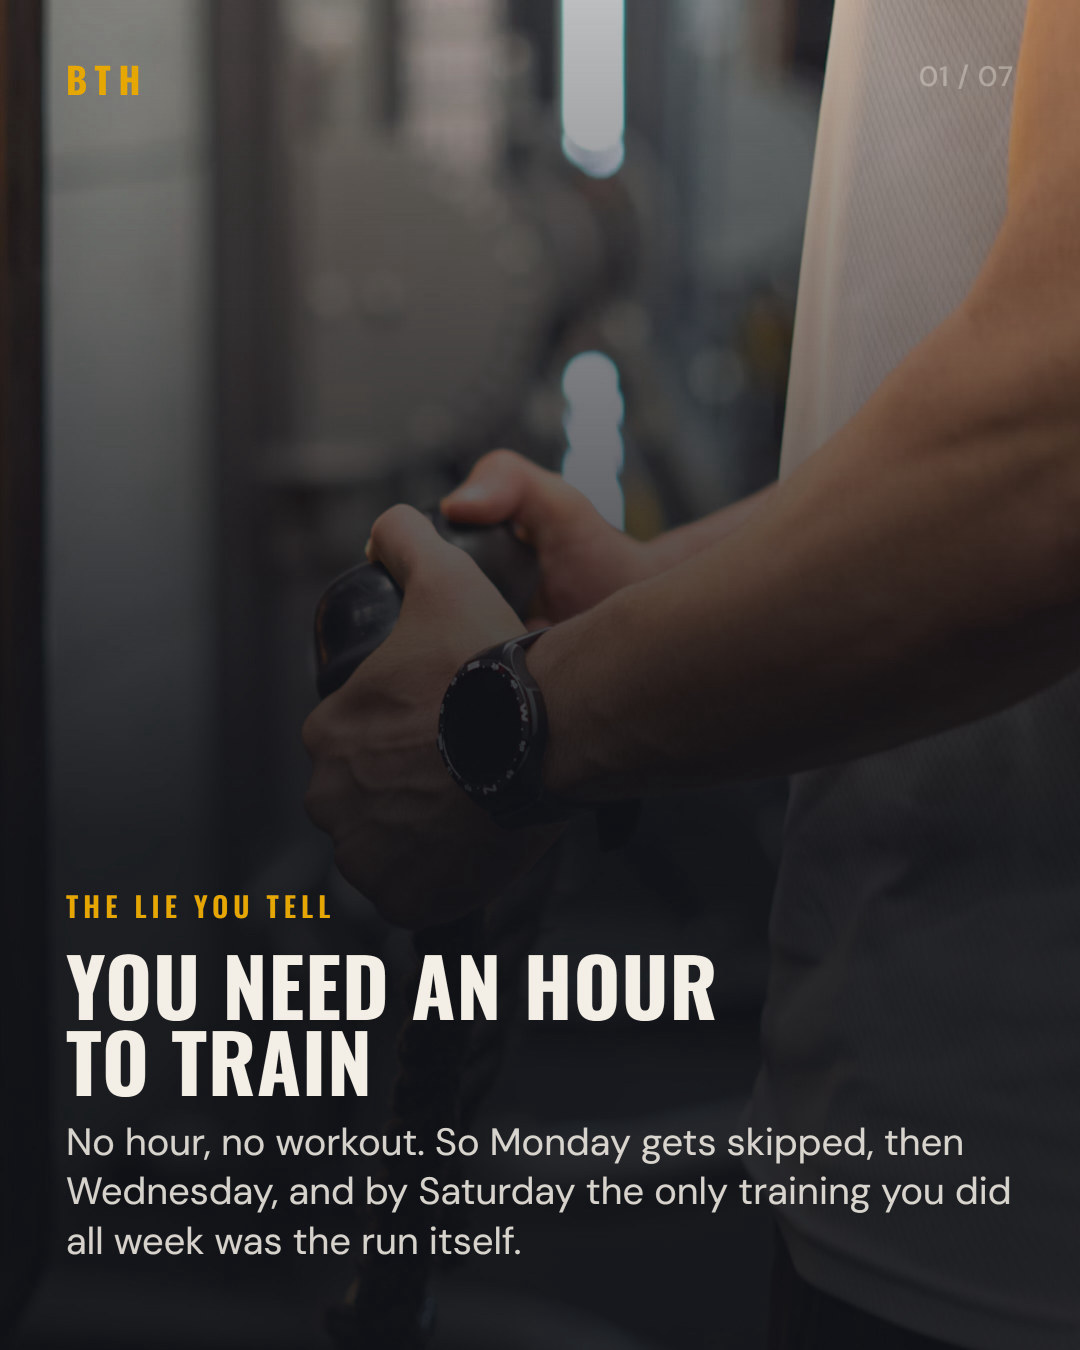 BTH
01 / 07
THE LIE YOU TELL
YOU NEED AN HOUR
TO TRAIN
No hour, no workout. So Monday gets skipped, then
Wednesday, and by Saturday the only training you did
all week was the run itself.